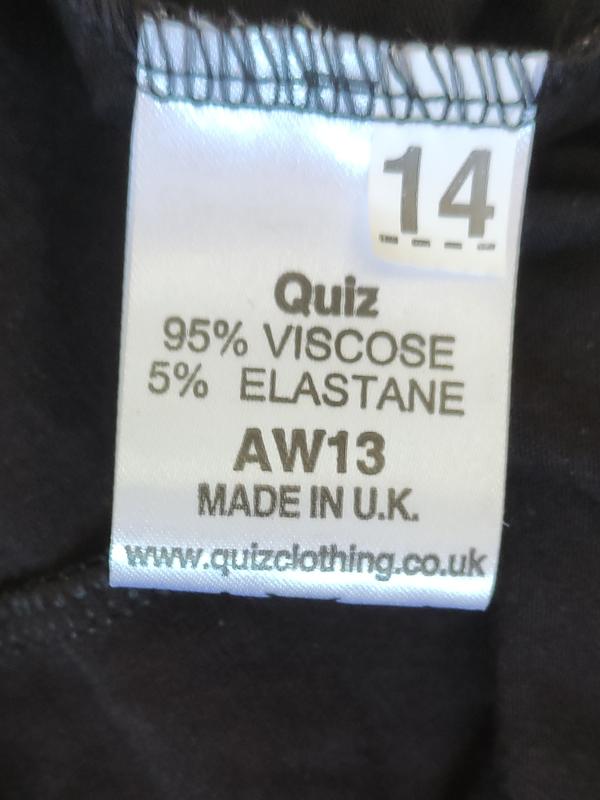 14
Quiz
95% VISCOSE
5% ELASTANE
AW13
MADE IN U.K.
www.quizclothing.co.uk